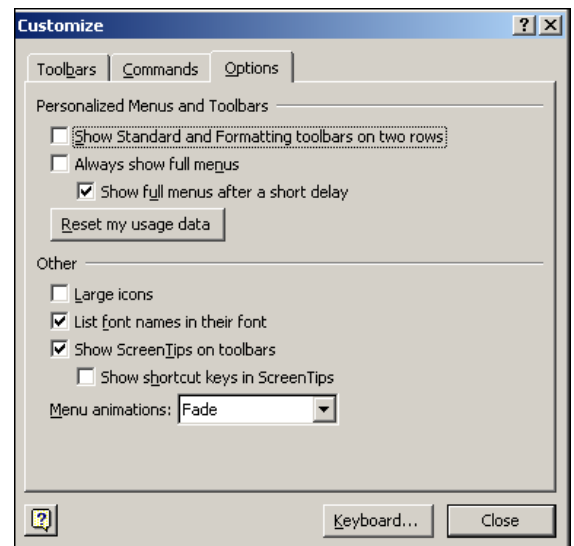 Customize
Toolbars Commands Options
Personalized Menus and Toolbars
Show Standard and Formatting toolbars on two rows
Always show full menus
Show full menus after a short delay
Reset my usage data
Other
Large icons
List font names in their font
Show ScreenTips on toolbars
Show shortcut keys in ScreenTips
Menu animations: Fade
Keyboard... Close